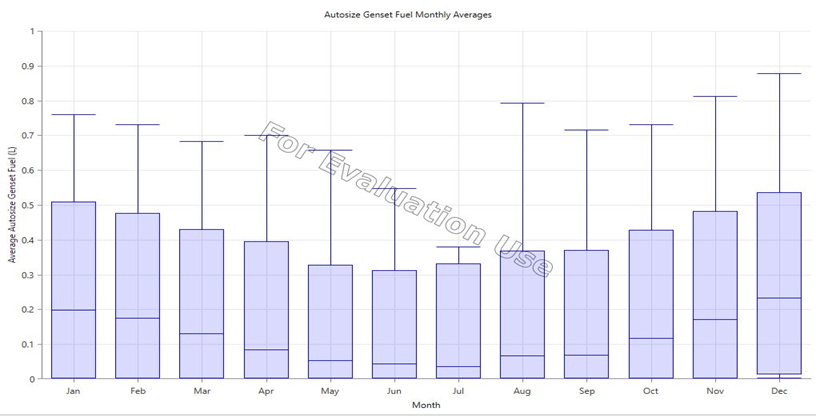 Autosize Genset Fuel Monthly Averages
1
0.9
0.8
0.7
0.6
0.5
0.4
0.3
0.2
0.1
0
Average Autosize Genset Fuel (L)
For Evaluation Use
Jan Feb Mar Apr May Jun Jul Aug Sep Oct Nov Dec
Month